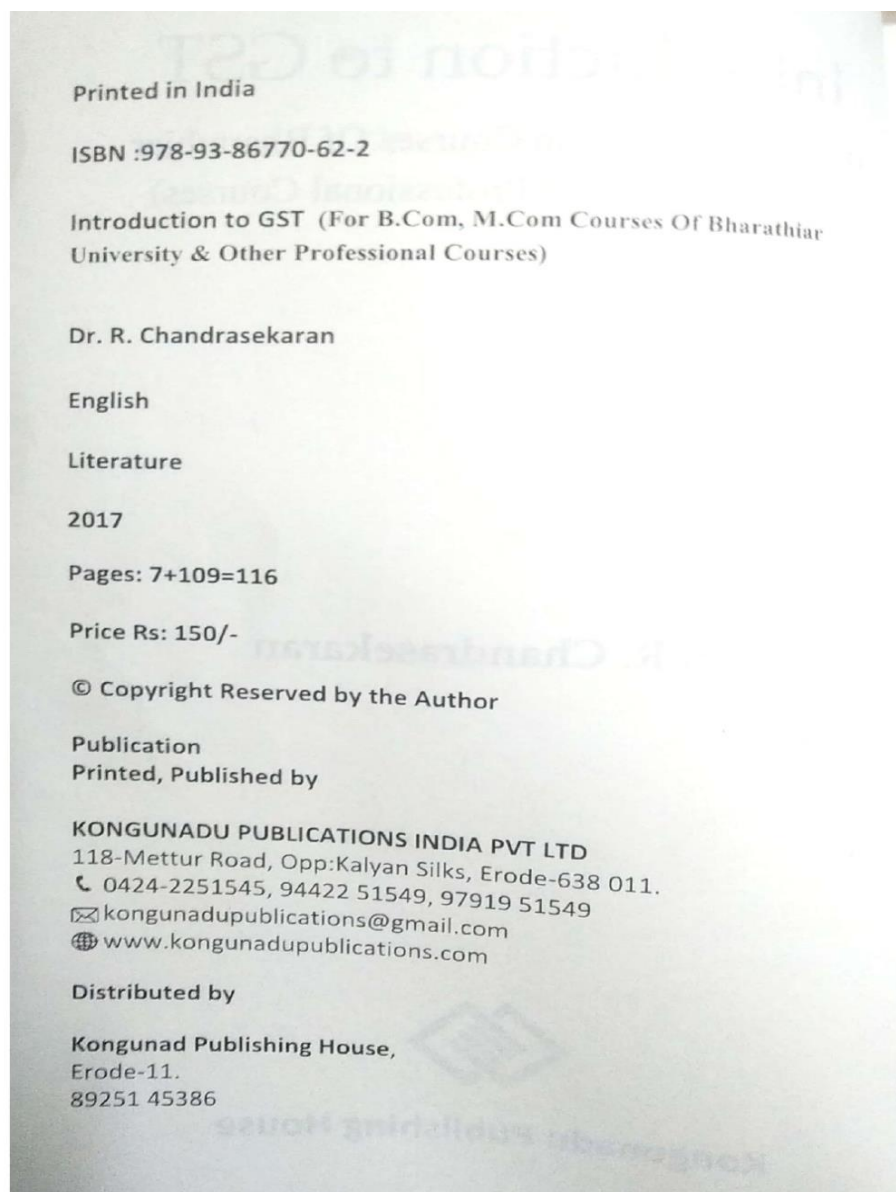 Printed in India
ISBN :978-93-86770-62-2
Introduction to GST (For B.Com, M.Com Courses Of Bharathiar
University & Other Professional Courses)
Dr. R. Chandrasekaran
English
Literature
2017
Pages: 7+109=116
Price Rs: 150/-
© Copyright Reserved by the Author
Publication
Printed, Published by
KONGUNADU PUBLICATIONS INDIA PVT LTD
118-Mettur Road, Opp:Kalyan Silks, Erode-638 011.
0424-2251545, 94422 51549, 97919 51549
kongunadupublications@gmail.com
www.kongunadupublications.com
Distributed by
Kongunad Publishing House,
Erode-11.
89251 45386